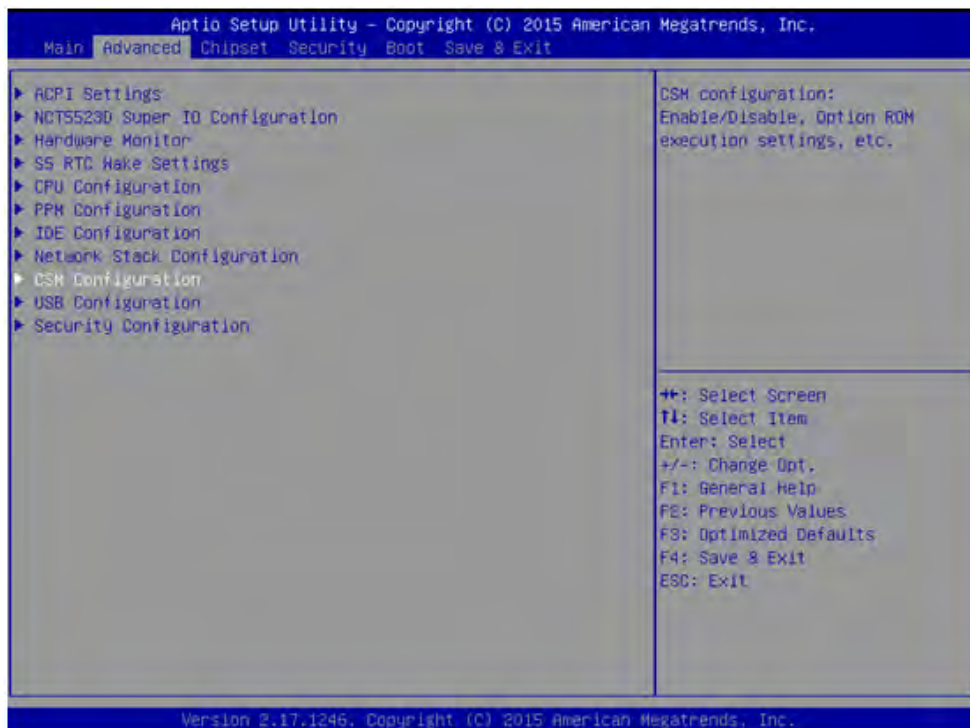 Aptio Setup Utility – Copyright (C) 2015 American Megatrends, Inc.
Main Advanced Chipset Security Boot Save & Exit
ACPI Settings
NCT5523D Super IO Configuration
Hardware Monitor
S5 RTC Wake Settings
CPU Configuration
PPM Configuration
IDE Configuration
Network Stack Configuration
CSM Configuration
USB Configuration
Security Configuration
CSM configuration:
Enable/Disable, Option ROM
execution settings, etc.
→←: Select Screen
↑↓: Select Item
Enter: Select
+/-: Change Opt.
F1: General Help
F2: Previous Values
F3: Optimized Defaults
F4: Save & Exit
ESC: Exit
Version 2.17.1246. Copyright (C) 2015 American Megatrends, Inc.